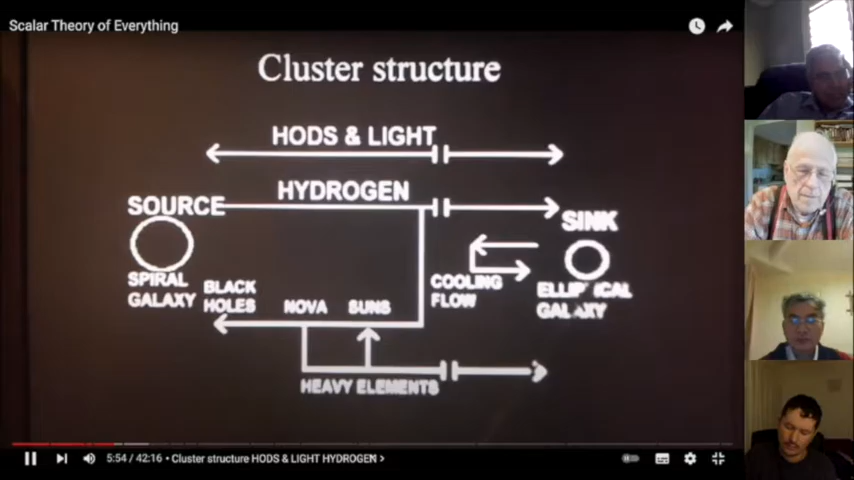 Scalar Theory of Everything
Cluster structure
HODS & LIGHT
HYDROGEN
SOURCE
SINK
SPIRAL
GALAXY
BLACK
HOLES
NOVA
SUNS
COOLING
FLOW
ELLIPTICAL
GALAXY
HEAVY ELEMENTS
5:54 / 42:16 • Cluster structure HODS & LIGHT HYDROGEN >